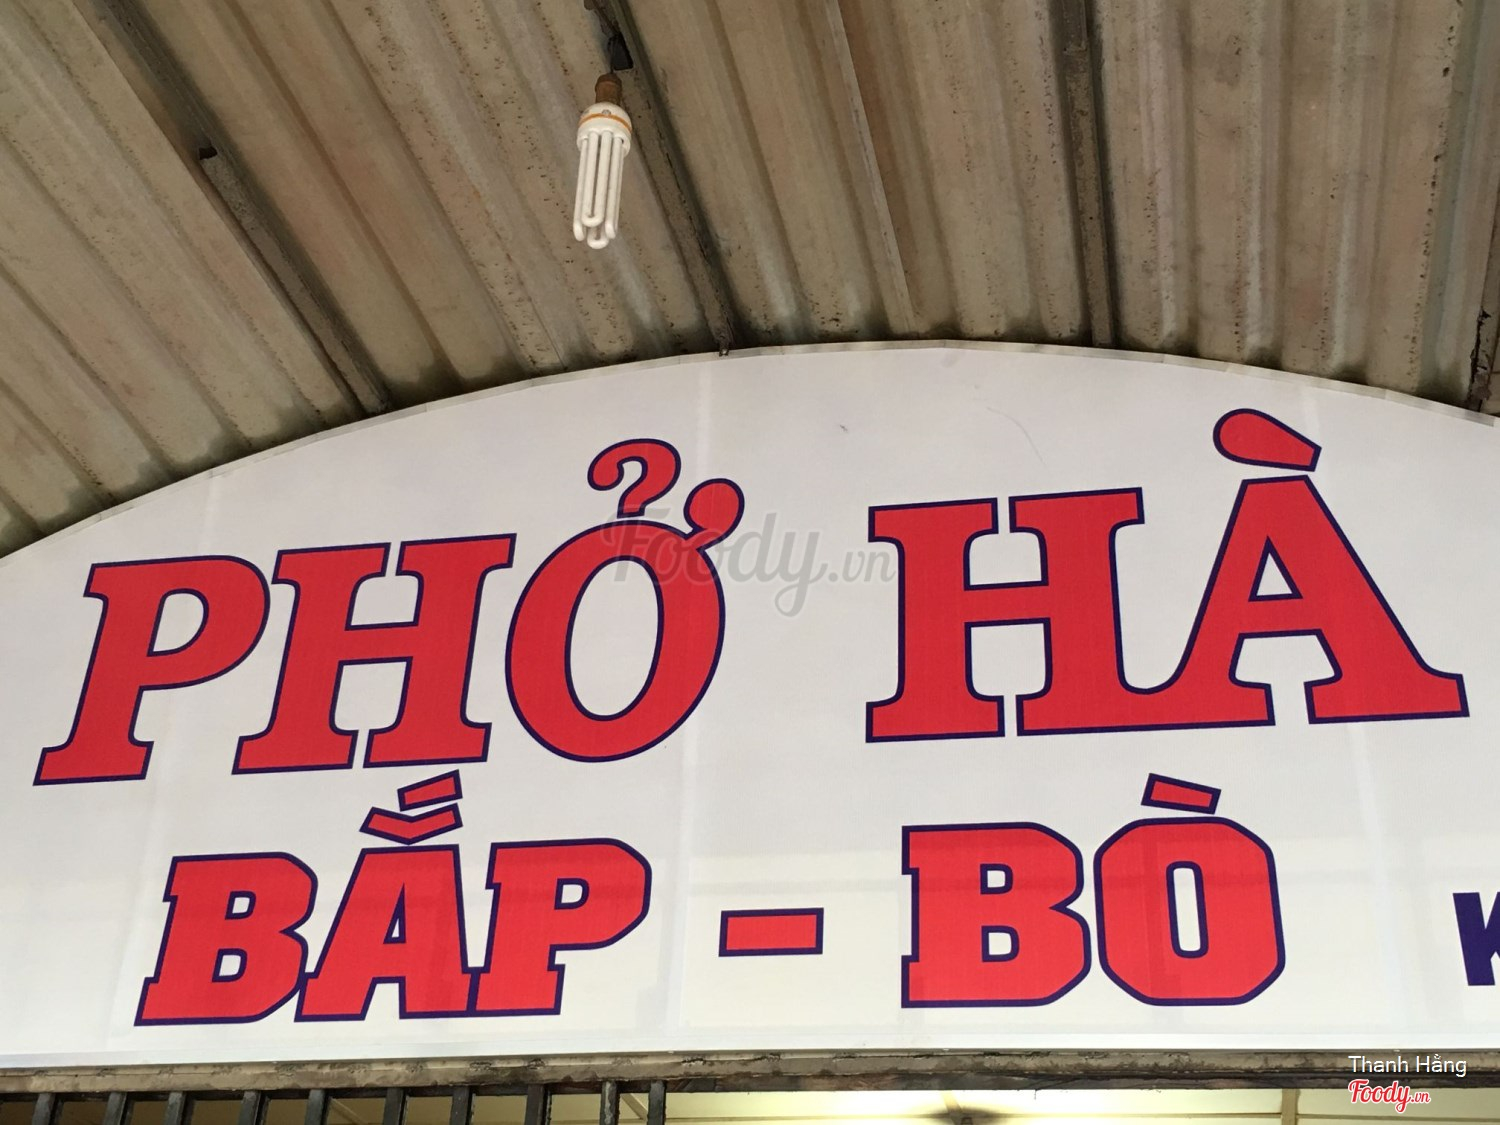 PHỞ HÀ
BẮP - BÒ
Foody.vn
Thanh Hằng
Foody.vn